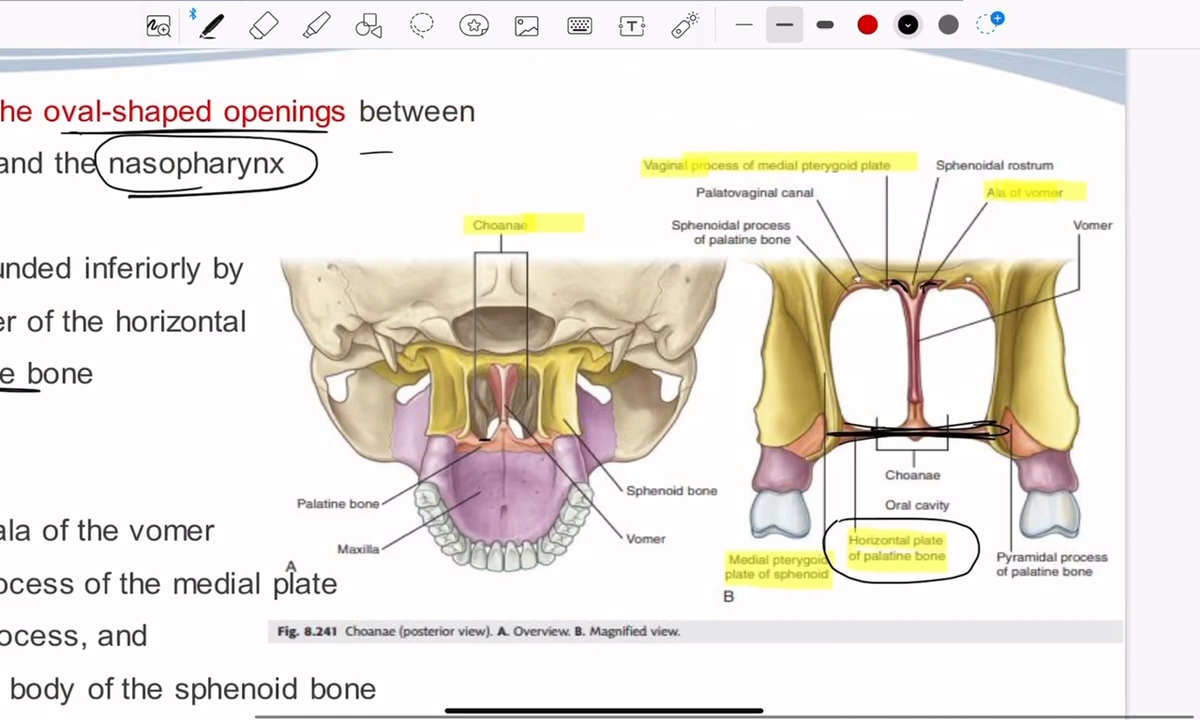 he oval-shaped openings between
and the nasopharynx
unded inferiorly by
er of the horizontal
e bone
ala of the vomer
ocess of the medial plate
ocess, and
body of the sphenoid bone
Choanae
Palatine bone
Maxilla
Sphenoid bone
Vomer
A
Vaginal process of medial pterygoid plate
Sphenoidal rostrum
Palatovaginal canal
Ala of vomer
Sphenoidal process
of palatine bone
Vomer
Choanae
Oral cavity
Medial pterygoid
plate of sphenoid
Horizontal plate
of palatine bone
Pyramidal process
of palatine bone
B
Fig. 8.241 Choanae (posterior view). A. Overview. B. Magnified view.